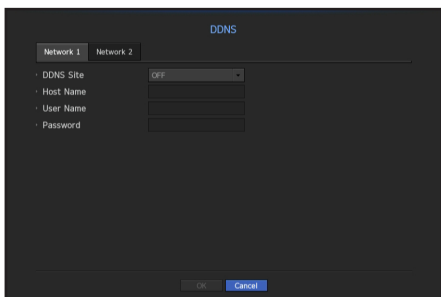 DDNS
Network 1 Network 2
DDNS Site OFF
Host Name
User Name
Password
OK Cancel